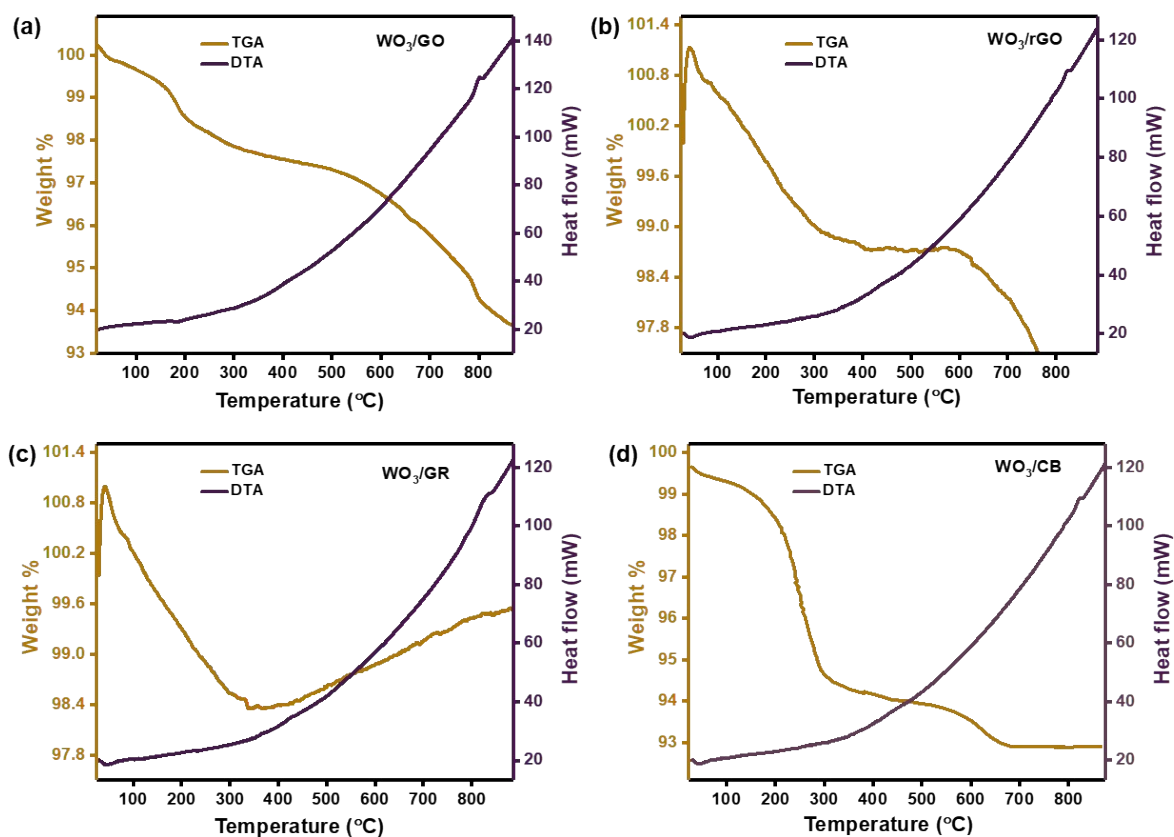 (a)
TGA
DTA
WO₃/GO
100
99
98
97
96
95
94
93
Weight %
140
120
100
80
60
40
20
Heat flow (mW)
100 200 300 400 500 600 700 800
Temperature (°C)
(b)
TGA
DTA
WO₃/rGO
101.4
100.8
100.2
99.6
99.0
98.4
97.8
Weight %
120
100
80
60
40
20
Heat flow (mW)
100 200 300 400 500 600 700 800
Temperature (°C)
(c)
TGA
DTA
WO₃/GR
101.4
100.8
100.2
99.6
99.0
98.4
97.8
Weight %
120
100
80
60
40
20
Heat flow (mW)
100 200 300 400 500 600 700 800
Temperature (°C)
(d)
TGA
DTA
WO₃/CB
100
99
98
97
96
95
94
93
Weight %
120
100
80
60
40
20
Heat flow (mW)
100 200 300 400 500 600 700 800
Temperature (°C)